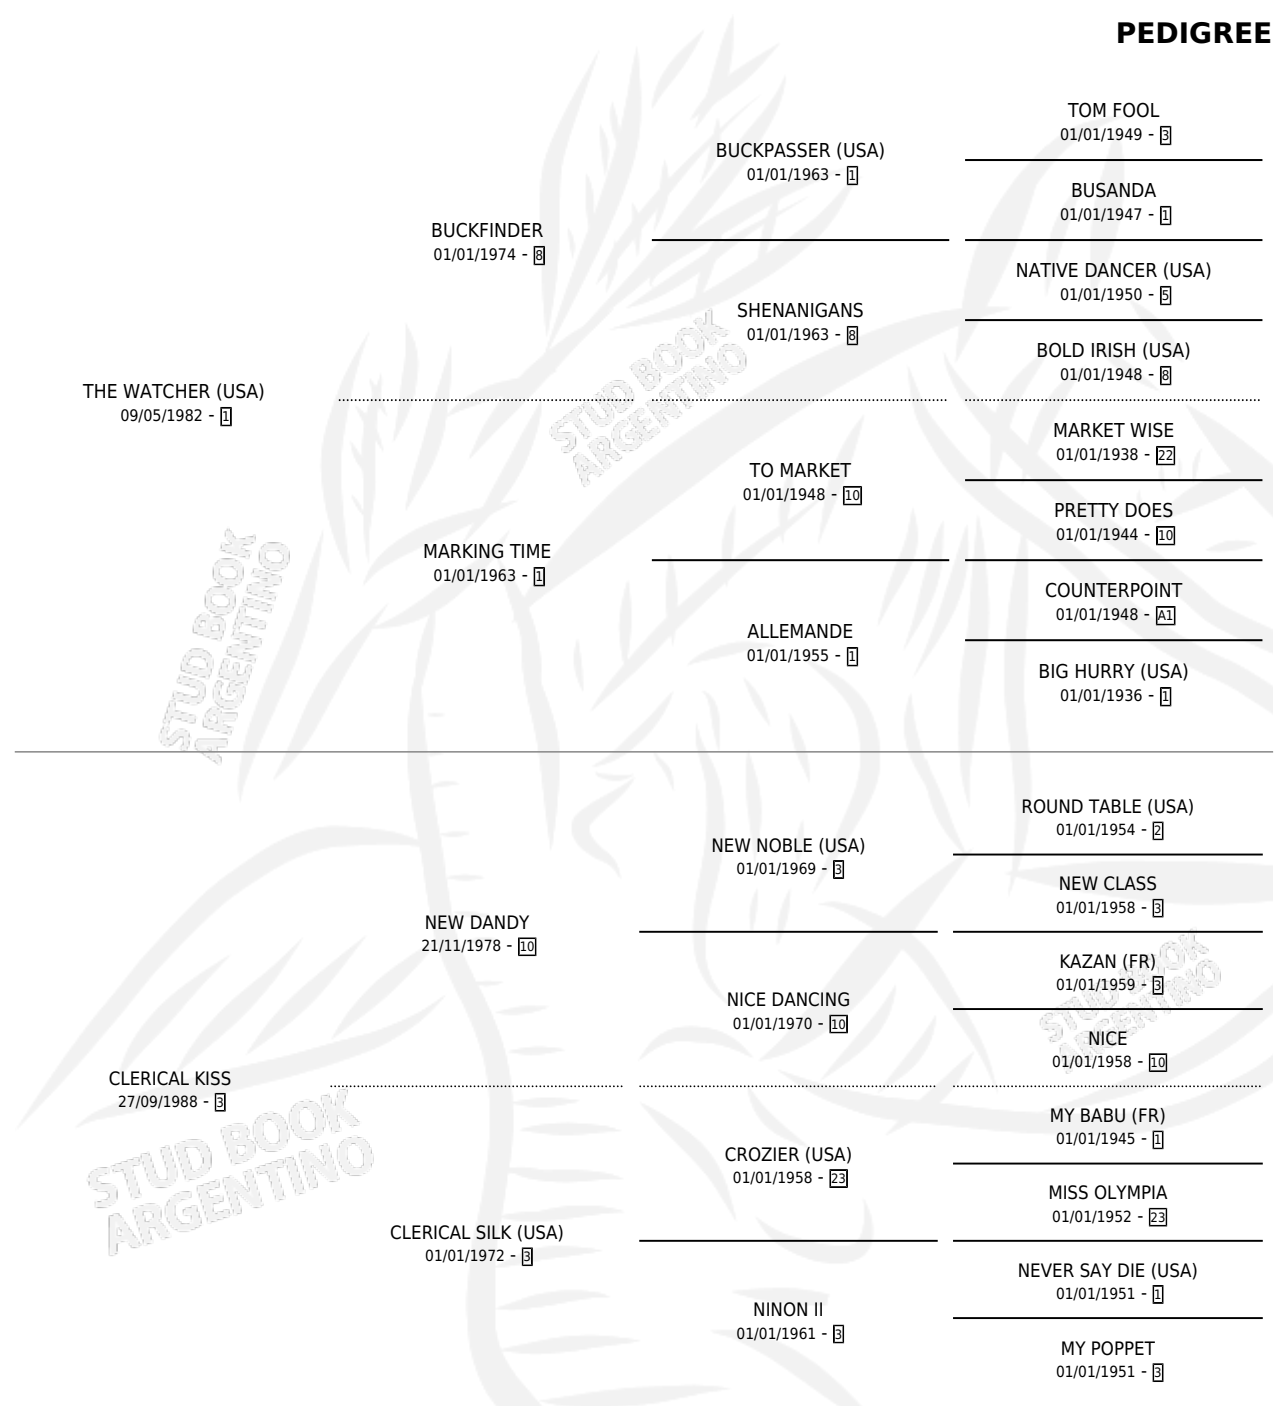 PEDIGREE
TOM FOOL
01/01/1949 - 3
BUCKPASSER (USA)
01/01/1963 - 1
BUSANDA
01/01/1947 - 1
BUCKFINDER
01/01/1974 - 8
NATIVE DANCER (USA)
01/01/1950 - 5
SHENANIGANS
01/01/1963 - 8
BOLD IRISH (USA)
01/01/1948 - 8
THE WATCHER (USA)
09/05/1982 - 1
MARKET WISE
01/01/1938 - 22
TO MARKET
01/01/1948 - 10
PRETTY DOES
01/01/1944 - 10
MARKING TIME
01/01/1963 - 1
COUNTERPOINT
01/01/1948 - A1
ALLEMANDE
01/01/1955 - 1
BIG HURRY (USA)
01/01/1936 - 1
ROUND TABLE (USA)
01/01/1954 - 2
NEW NOBLE (USA)
01/01/1969 - 3
NEW CLASS
01/01/1958 - 3
NEW DANDY
21/11/1978 - 10
KAZAN (FR)
01/01/1959 - 3
NICE DANCING
01/01/1970 - 10
NICE
01/01/1958 - 10
CLERICAL KISS
27/09/1988 - 3
MY BABU (FR)
01/01/1945 - 1
CROZIER (USA)
01/01/1958 - 23
MISS OLYMPIA
01/01/1952 - 23
CLERICAL SILK (USA)
01/01/1972 - 3
NEVER SAY DIE (USA)
01/01/1951 - 1
NINON II
01/01/1961 - 3
MY POPPET
01/01/1951 - 3
STUD BOOK
ARGENTINO
STUD BOOK
ARGENTINO
STUD BOOK
ARGENTINO
STUD BOOK
ARGENTINO